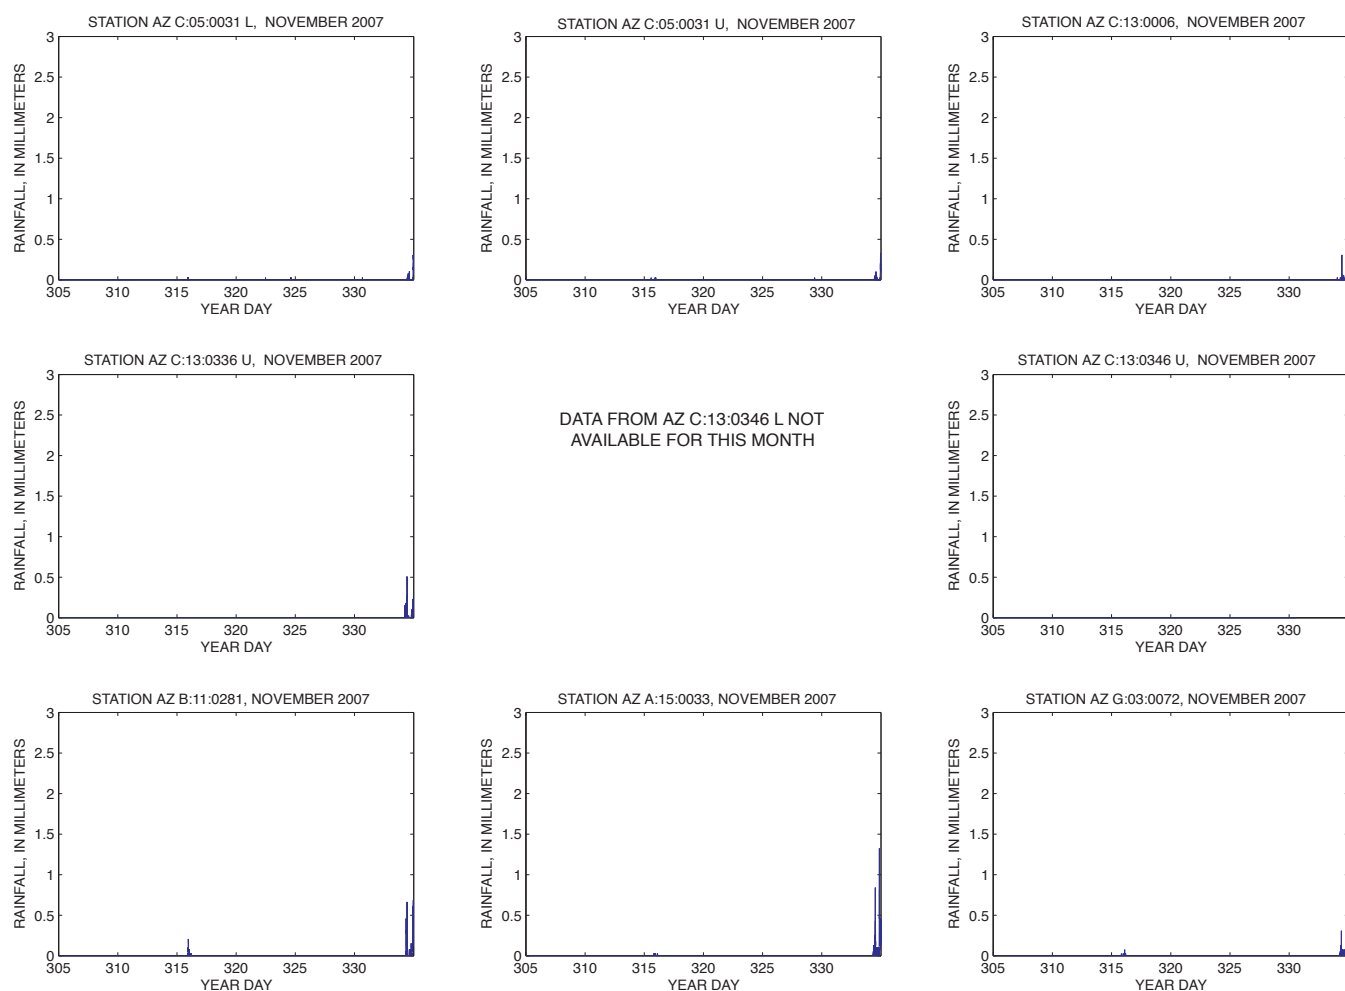 STATION AZ C:05:0031 L,  NOVEMBER 2007
RAINFALL, IN MILLIMETERS
3
2.5
2
1.5
1
0.5
0
305 310 315 320 325 330
YEAR DAY
STATION AZ C:05:0031 U,  NOVEMBER 2007
RAINFALL, IN MILLIMETERS
3
2.5
2
1.5
1
0.5
0
305 310 315 320 325 330
YEAR DAY
STATION AZ C:13:0006,  NOVEMBER 2007
RAINFALL, IN MILLIMETERS
3
2.5
2
1.5
1
0.5
0
305 310 315 320 325 330
YEAR DAY
STATION AZ C:13:0336 U,  NOVEMBER 2007
RAINFALL, IN MILLIMETERS
3
2.5
2
1.5
1
0.5
0
305 310 315 320 325 330
YEAR DAY
DATA FROM AZ C:13:0346 L NOT
AVAILABLE FOR THIS MONTH
STATION AZ C:13:0346 U,  NOVEMBER 2007
RAINFALL, IN MILLIMETERS
3
2.5
2
1.5
1
0.5
0
305 310 315 320 325 330
YEAR DAY
STATION AZ B:11:0281, NOVEMBER 2007
RAINFALL, IN MILLIMETERS
3
2.5
2
1.5
1
0.5
0
305 310 315 320 325 330
YEAR DAY
STATION AZ A:15:0033, NOVEMBER 2007
RAINFALL, IN MILLIMETERS
3
2.5
2
1.5
1
0.5
0
305 310 315 320 325 330
YEAR DAY
STATION AZ G:03:0072, NOVEMBER 2007
RAINFALL, IN MILLIMETERS
3
2.5
2
1.5
1
0.5
0
305 310 315 320 325 330
YEAR DAY